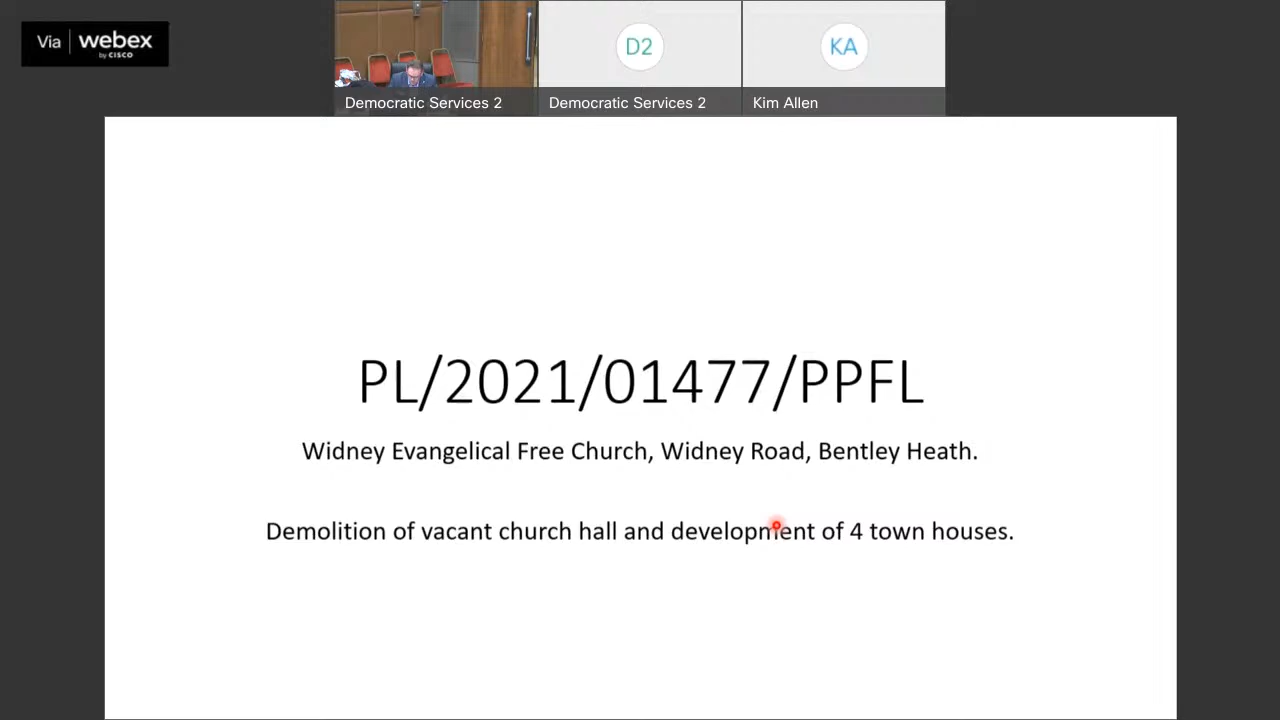 Via webex
by CISCO
D2
KA
Democratic Services 2
Democratic Services 2
Kim Allen
PL/2021/01477/PPFL
Widney Evangelical Free Church, Widney Road, Bentley Heath.
Demolition of vacant church hall and development of 4 town houses.